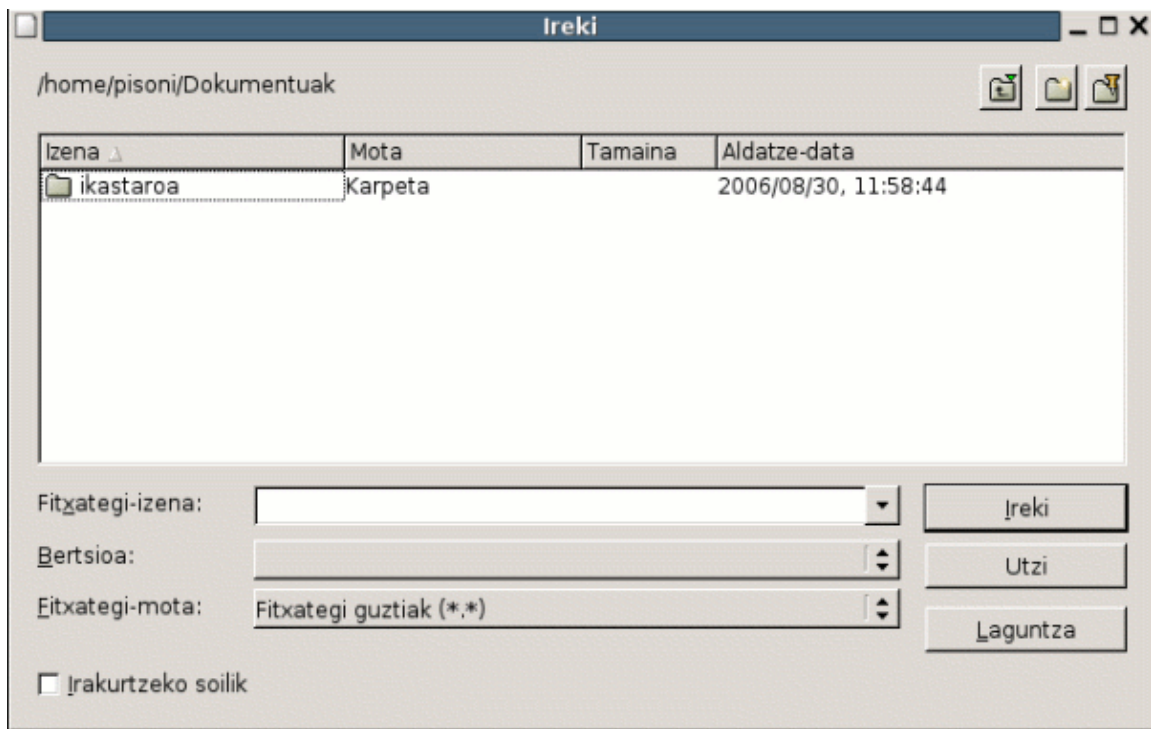 Ireki
/home/pisoni/Dokumentuak
Izena Mota Tamaina Aldatze-data
ikastaroa Karpeta 2006/08/30, 11:58:44
Fitxategi-izena: Ireki
Bertsioa: Utzi
Fitxategi-mota: Fitxategi guztiak (*.*)
Laguntza
Irakurtzeko soilik